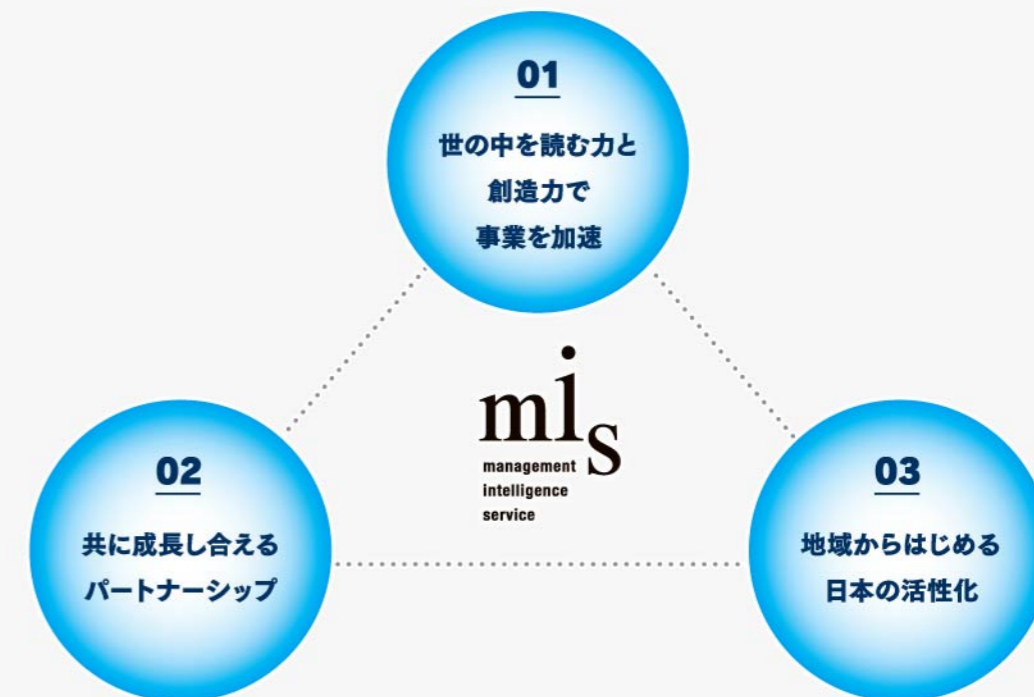 01
世の中を読む力と
創造力で
事業を加速
mis
management
intelligence
service
02
共に成長し合える
パートナーシップ
03
地域からはじめる
日本の活性化